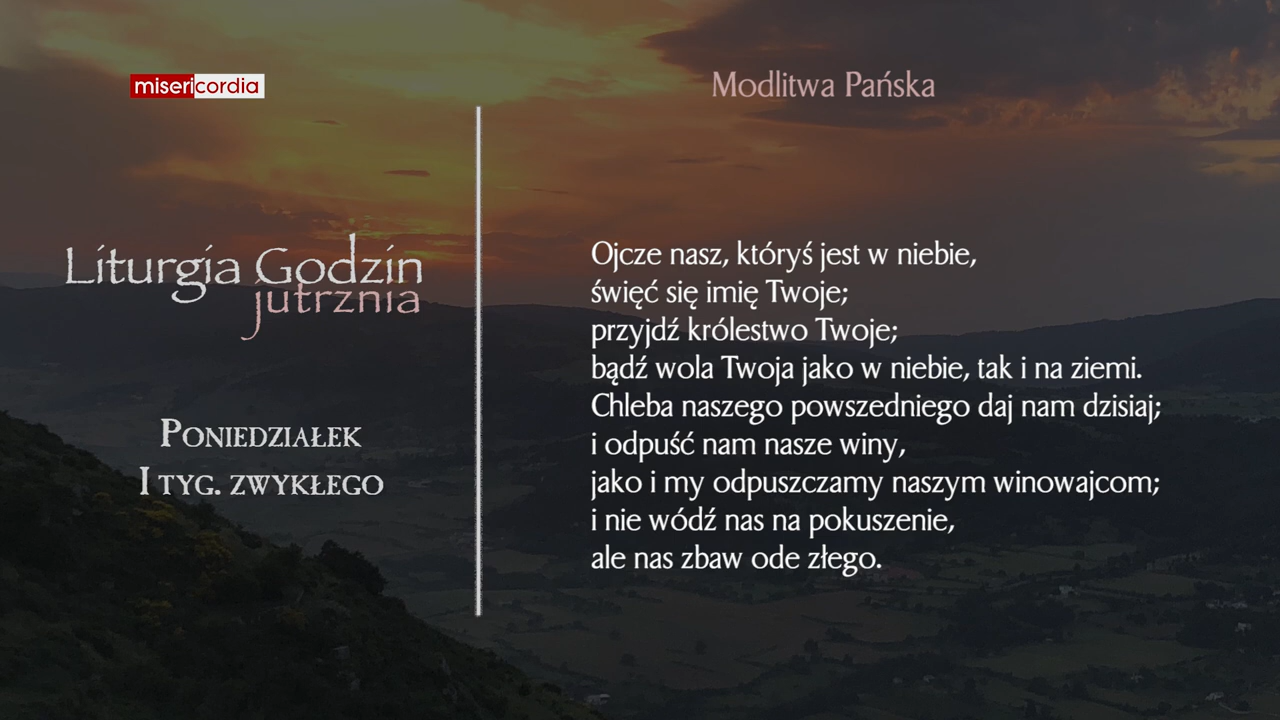 misericordia
Liturgia Godzin
jutrznia
Poniedziałek
I tyg. zwykłego
Modlitwa Pańska
Ojcze nasz, któryś jest w niebie,
święć się imię Twoje;
przyjdź królestwo Twoje;
bądź wola Twoja jako w niebie, tak i na ziemi.
Chleba naszego powszedniego daj nam dzisiaj;
i odpuść nam nasze winy,
jako i my odpuszczamy naszym winowajcom;
i nie wódź nas na pokuszenie,
ale nas zbaw ode złego.